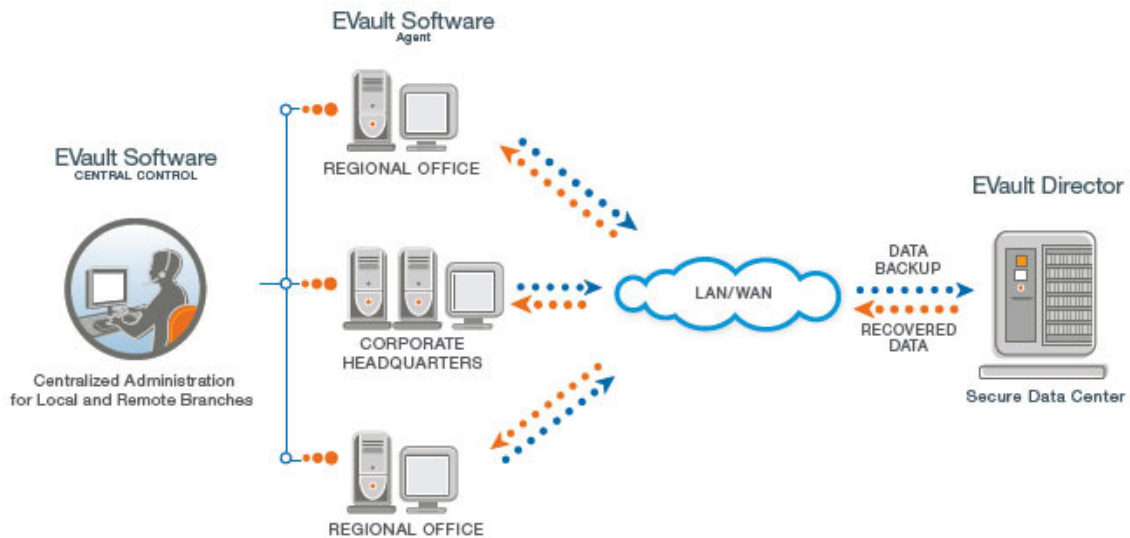 EVault Software
Agent
EVault Software
CENTRAL CONTROL
Centralized Administration
for Local and Remote Branches
REGIONAL OFFICE
CORPORATE
HEADQUARTERS
REGIONAL OFFICE
LAN/WAN
DATA
BACKUP
RECOVERED
DATA
EVault Director
Secure Data Center